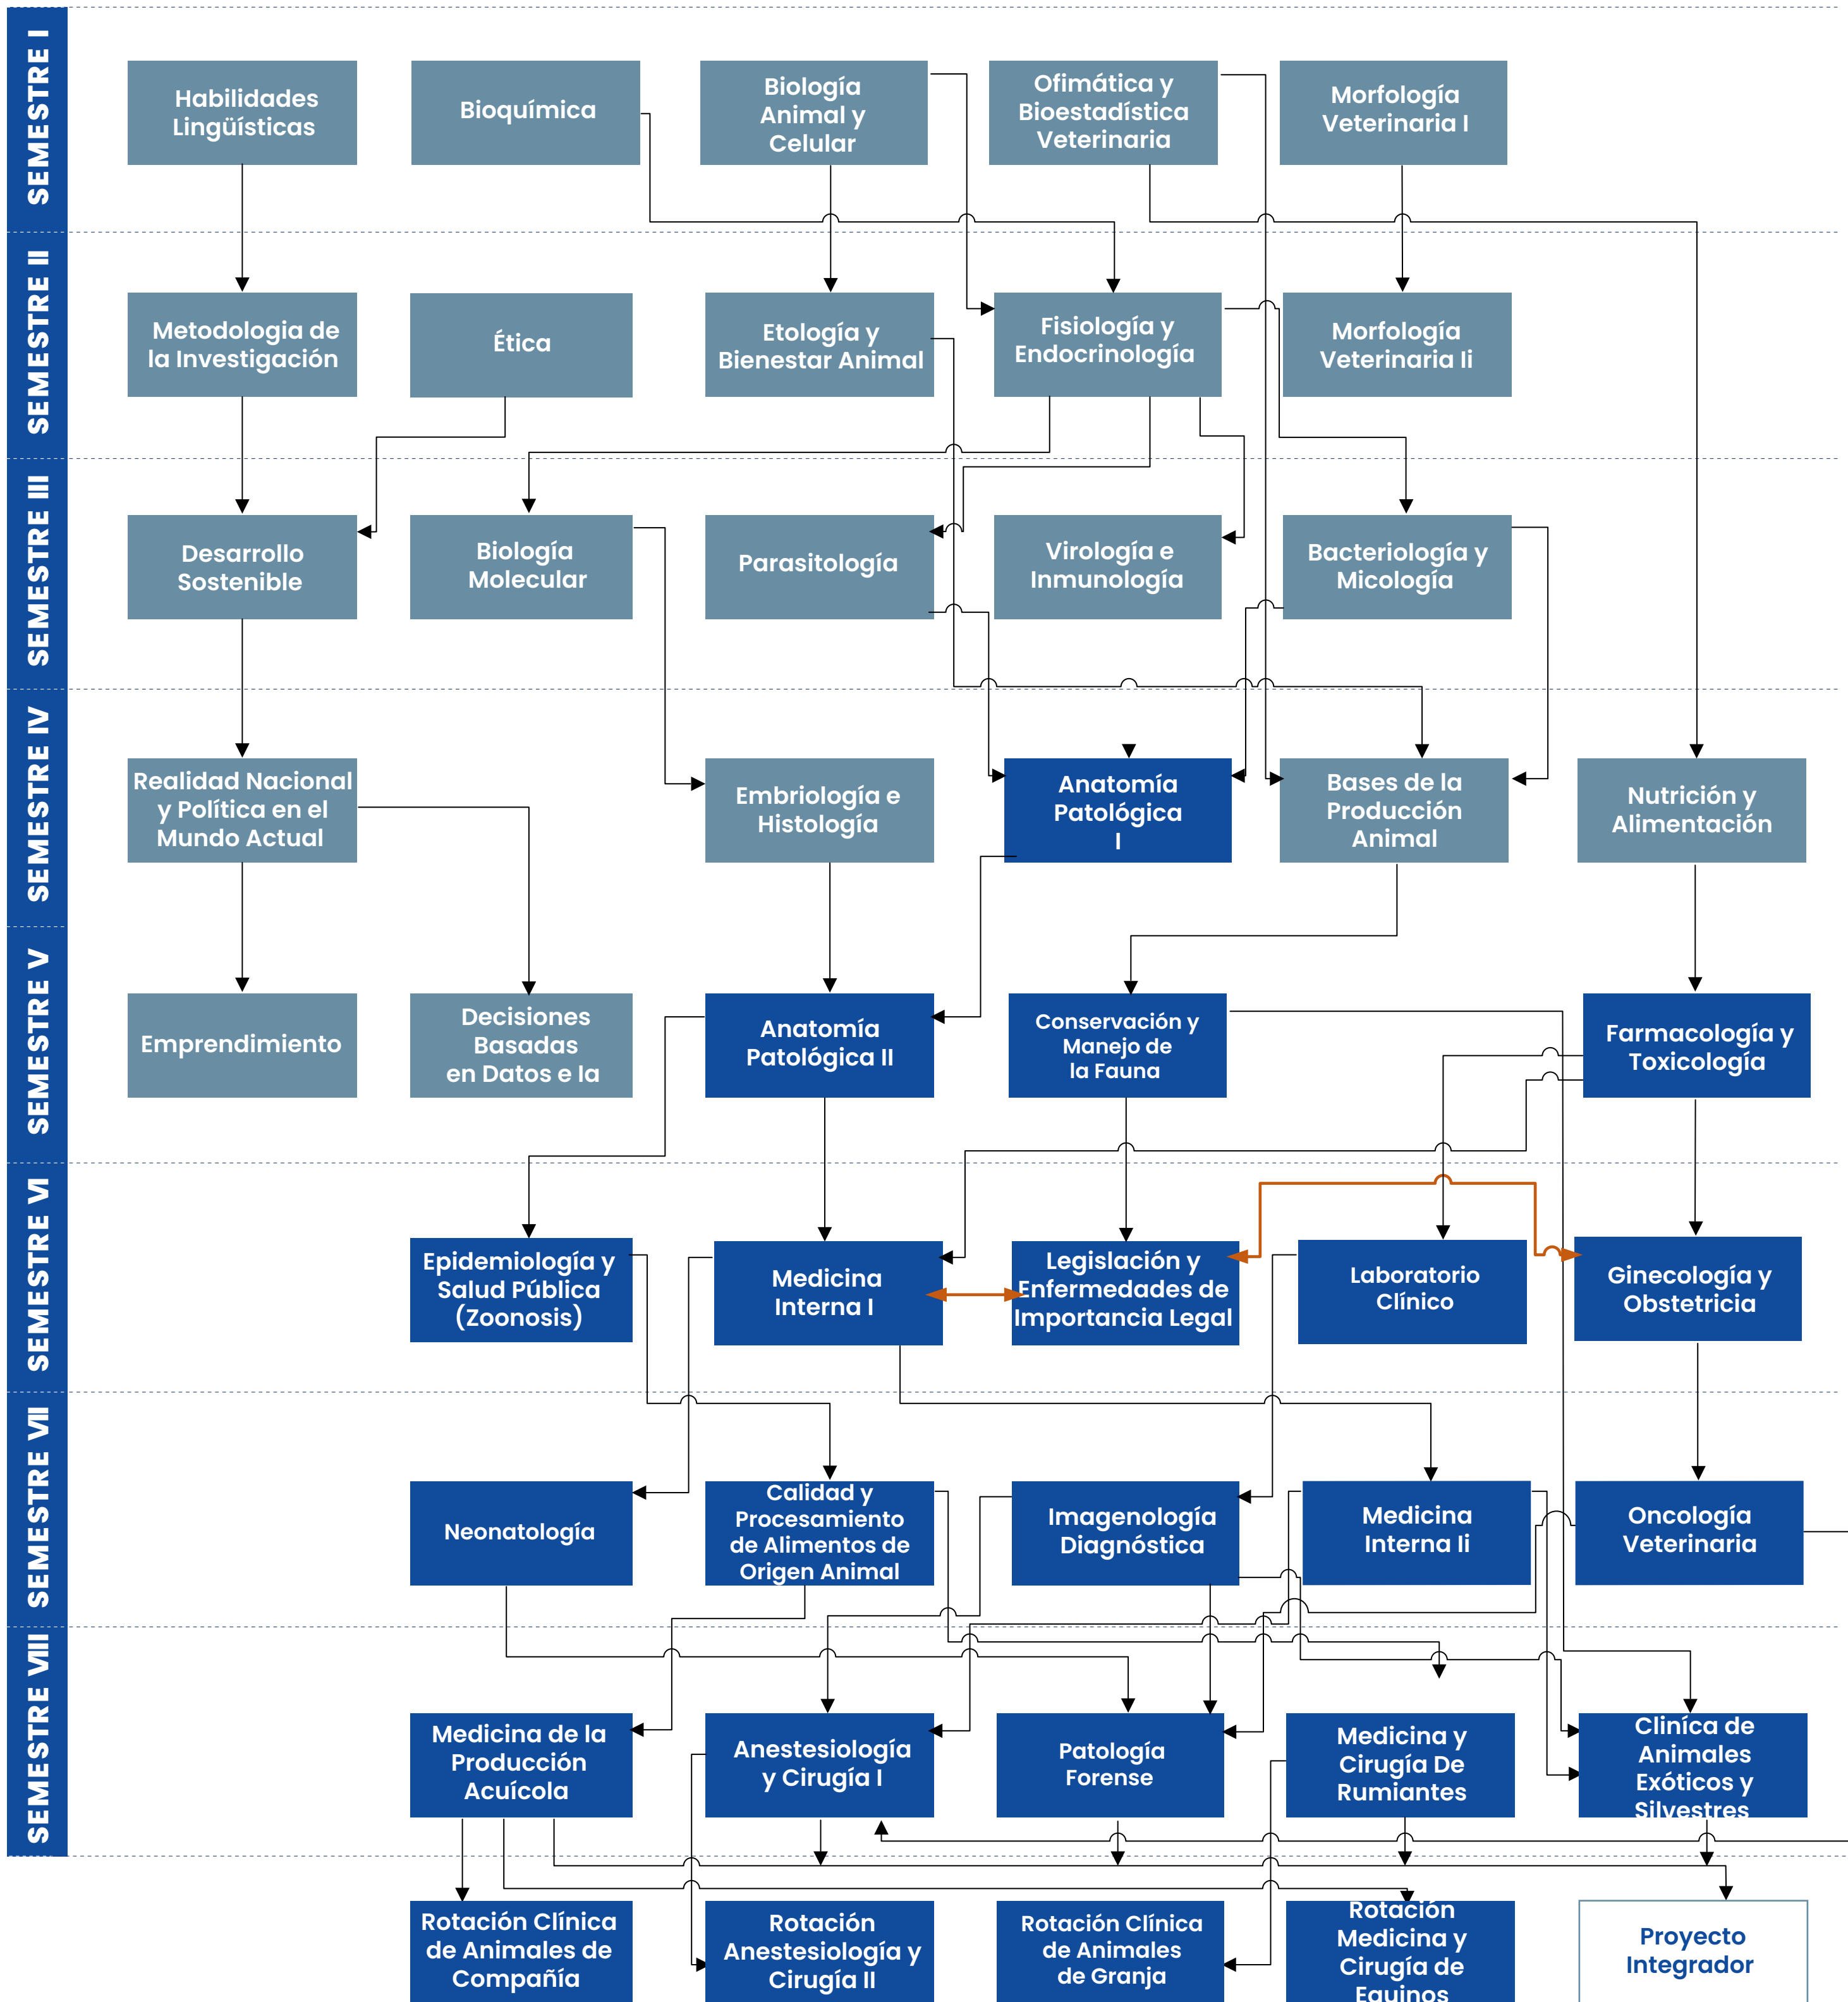 SEMESTRE I
Habilidades
Lingüísticas
Bioquímica
Biología
Animal y
Celular
Ofimática y
Bioestadística
Veterinaria
Morfología
Veterinaria I
SEMESTRE II
Metodologia de
la Investigación
Ética
Etología y
Bienestar Animal
Fisiología y
Endocrinología
Morfología
Veterinaria Ii
SEMESTRE III
Desarrollo
Sostenible
Biología
Molecular
Parasitología
Virología e
Inmunología
Bacteriología y
Micología
SEMESTRE IV
Realidad Nacional
y Política en el
Mundo Actual
Embriología e
Histología
Anatomía
Patológica
I
Bases de la
Producción
Animal
Nutrición y
Alimentación
SEMESTRE V
Emprendimiento
Decisiones
Basadas
en Datos e Ia
Anatomía
Patológica II
Conservación y
Manejo de
la Fauna
Farmacología y
Toxicología
SEMESTRE VI
Epidemiología y
Salud Pública
(Zoonosis)
Medicina
Interna I
Legislación y
Enfermedades de
Importancia Legal
Laboratorio
Clínico
Ginecología y
Obstetricia
SEMESTRE VII
Neonatología
Calidad y
Procesamiento
de Alimentos de
Origen Animal
Imagenología
Diagnóstica
Medicina
Interna Ii
Oncología
Veterinaria
SEMESTRE VIII
Medicina de la
Producción
Acuícola
Anestesiología
y Cirugía I
Patología
Forense
Medicina y
Cirugía De
Rumiantes
Cliníca de
Animales
Exóticos y
Silvestres
Rotación Clínica
de Animales de
Compañía
Rotación
Anestesiología y
Cirugía II
Rotación Clínica
de Animales
de Granja
Rotación
Medicina y
Cirugía de
Equinos
Proyecto
Integrador